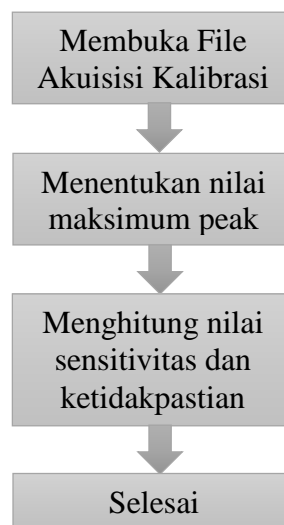 Membuka File
Akuisisi Kalibrasi
Menentukan nilai
maksimum peak
Menghitung nilai
sensitivitas dan
ketidakpastian
Selesai